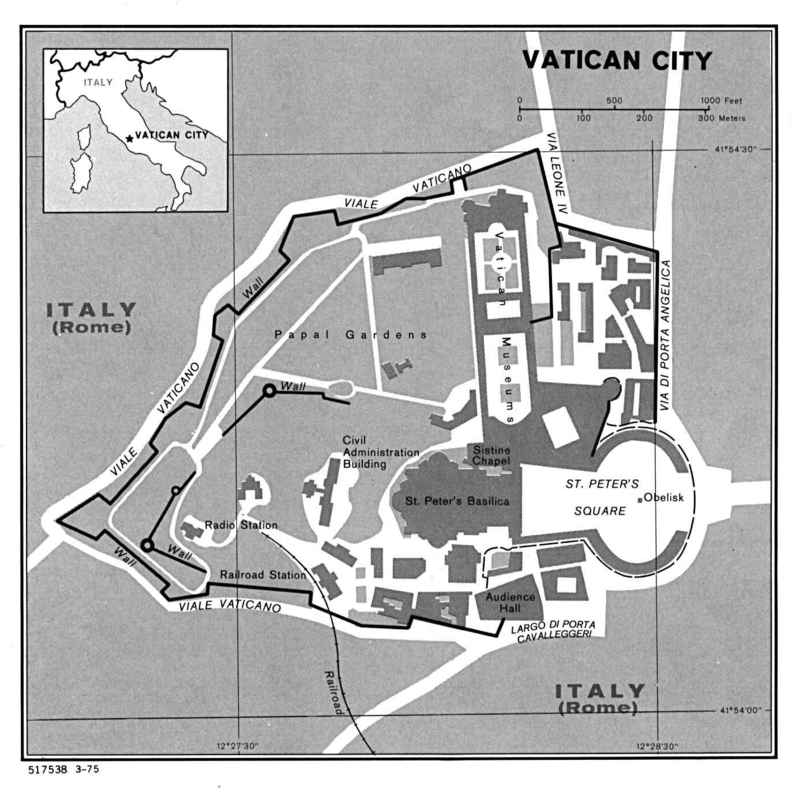 VATICAN CITY
0 500 1000 Feet
0 100 200 300 Meters
ITALY
VATICAN CITY
41°54'30"
VIA LEONE IV
VIALE VATICANO
Wall
ITALY
(Rome)
Vatican Museums
Papal Gardens
VIA DI PORTA ANGELICA
Wall
VIALE VATICANO
Civil
Administration
Building
Sistine
Chapel
St. Peter's Basilica
ST. PETER'S
SQUARE
Obelisk
Radio Station
Wall
Wall
Railroad Station
VIALE VATICANO
Audience
Hall
LARGO DI PORTA
CAVALLEGGERI
Railroad
ITALY
(Rome)
41°54'00"
12°27'30"
12°28'30"
517538 3-75